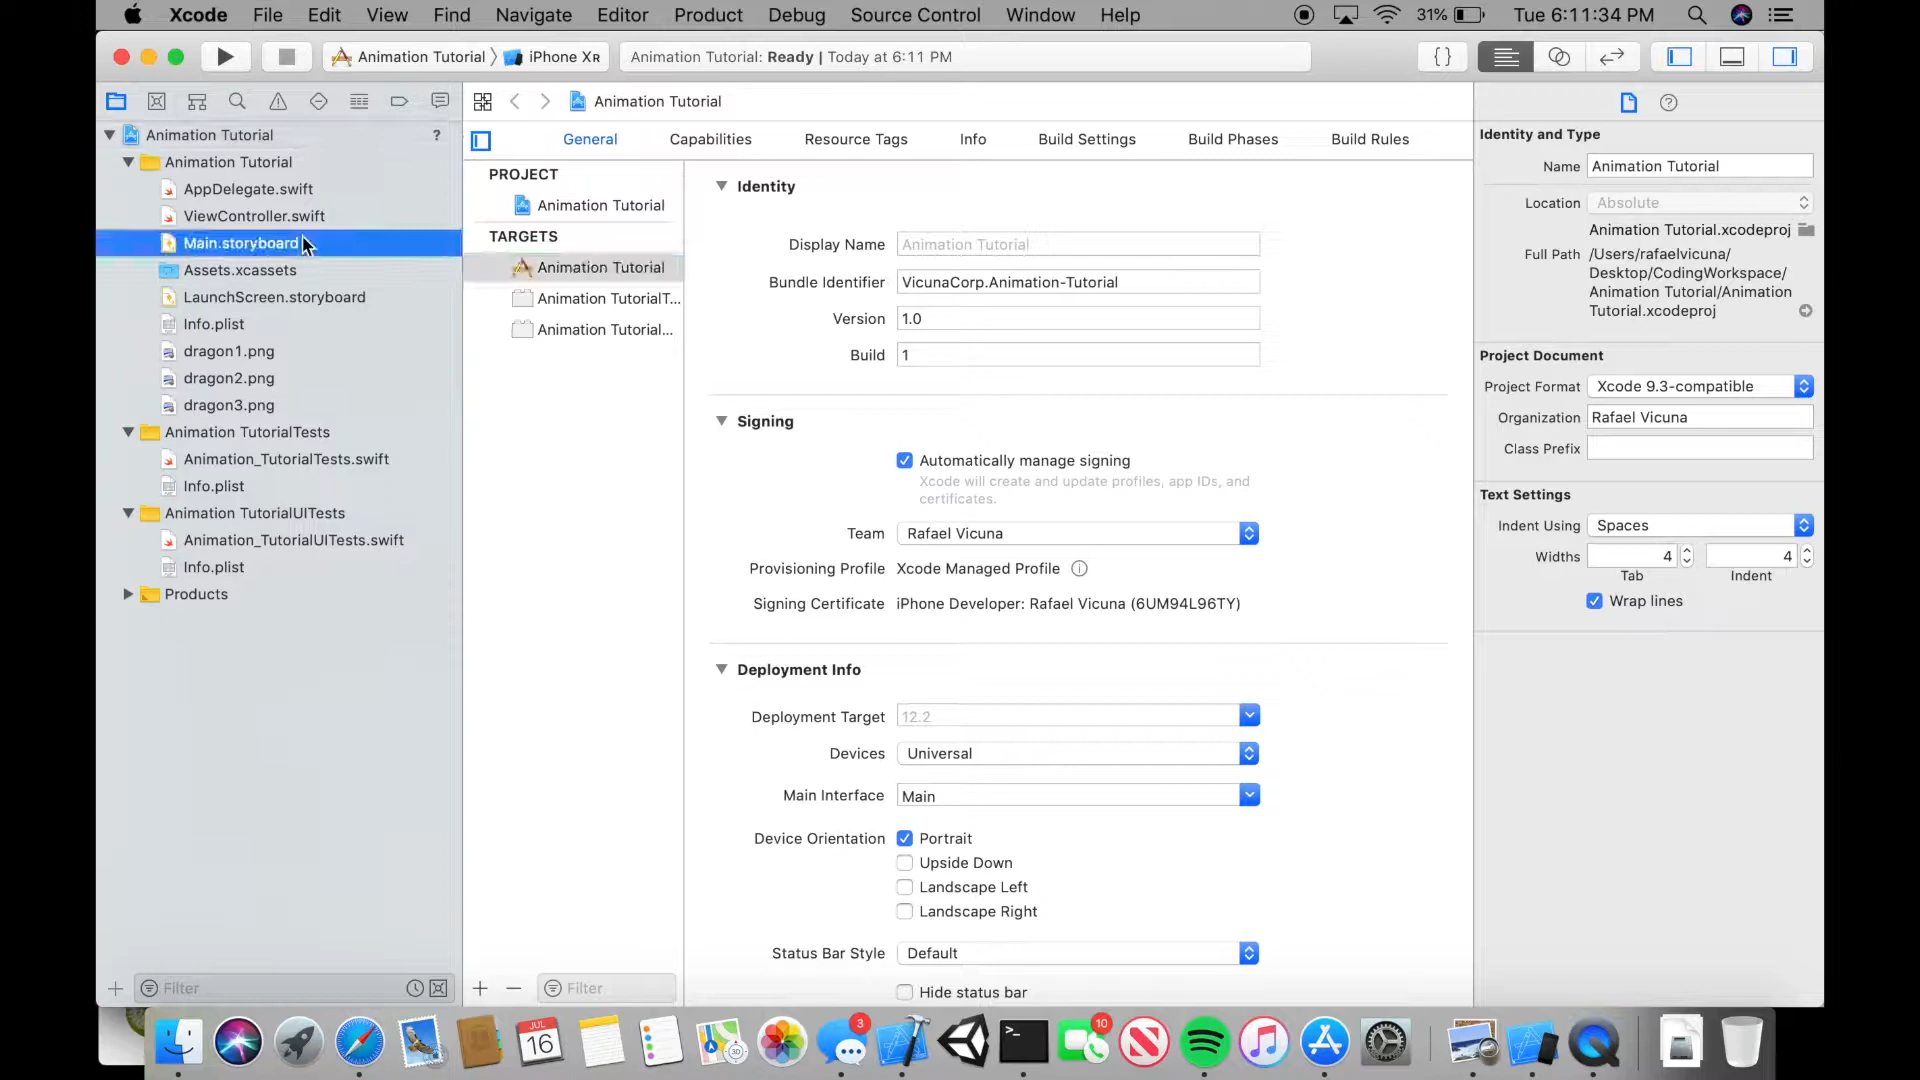 Xcode File Edit View Find Navigate Editor Product Debug Source Control Window Help 31% Tue 6:11:34 PM
Animation Tutorial iPhone XR Animation Tutorial: Ready | Today at 6:11 PM { }
Animation Tutorial ?
Animation Tutorial
AppDelegate.swift
ViewController.swift
Main.storyboard
Assets.xcassets
LaunchScreen.storyboard
Info.plist
dragon1.png
dragon2.png
dragon3.png
Animation TutorialTests
Animation_TutorialTests.swift
Info.plist
Animation TutorialUITests
Animation_TutorialUITests.swift
Info.plist
Products
Filter
Animation Tutorial
General Capabilities Resource Tags Info Build Settings Build Phases Build Rules
PROJECT
Animation Tutorial
TARGETS
Animation Tutorial
Animation TutorialT...
Animation Tutorial...
Filter
Identity
Display Name Animation Tutorial
Bundle Identifier VicunaCorp.Animation-Tutorial
Version 1.0
Build 1
Signing
Automatically manage signing
Xcode will create and update profiles, app IDs, and
certificates.
Team Rafael Vicuna
Provisioning Profile Xcode Managed Profile
Signing Certificate iPhone Developer: Rafael Vicuna (6UM94L96TY)
Deployment Info
Deployment Target 12.2
Devices Universal
Main Interface Main
Device Orientation Portrait
Upside Down
Landscape Left
Landscape Right
Status Bar Style Default
Hide status bar
Identity and Type
Name Animation Tutorial
Location Absolute
Animation Tutorial.xcodeproj
Full Path /Users/rafaelvicuna/
Desktop/CodingWorkspace/
Animation Tutorial/Animation
Tutorial.xcodeproj
Project Document
Project Format Xcode 9.3-compatible
Organization Rafael Vicuna
Class Prefix
Text Settings
Indent Using Spaces
Widths 4 4
Tab Indent
Wrap lines
JUL
16
3D
3
10